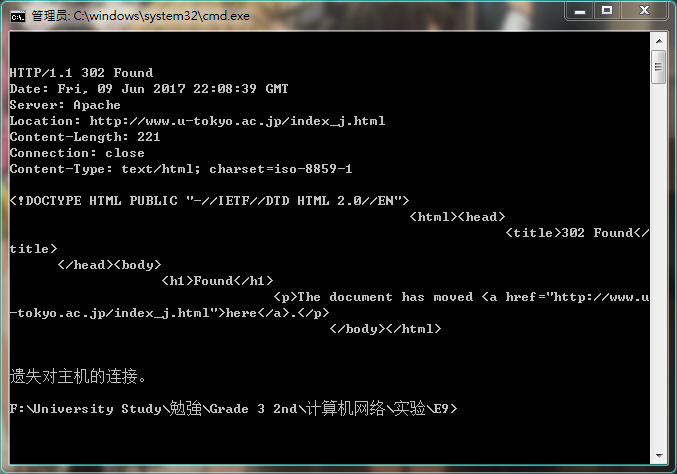 管理员: C:\windows\system32\cmd.exe
HTTP/1.1 302 Found
Date: Fri, 09 Jun 2017 22:08:39 GMT
Server: Apache
Location: http://www.u-tokyo.ac.jp/index_j.html
Content-Length: 221
Connection: close
Content-Type: text/html; charset=iso-8859-1
<!DOCTYPE HTML PUBLIC "-//IETF//DTD HTML 2.0//EN">
<html><head>
<title>302 Found</
title>
</head><body>
<h1>Found</h1>
<p>The document has moved <a href="http://www.u
-tokyo.ac.jp/index_j.html">here</a>.</p>
</body></html>
遗失对主机的连接。
F:\University Study\勉強\Grade 3 2nd\计算机网络\实验\E9>